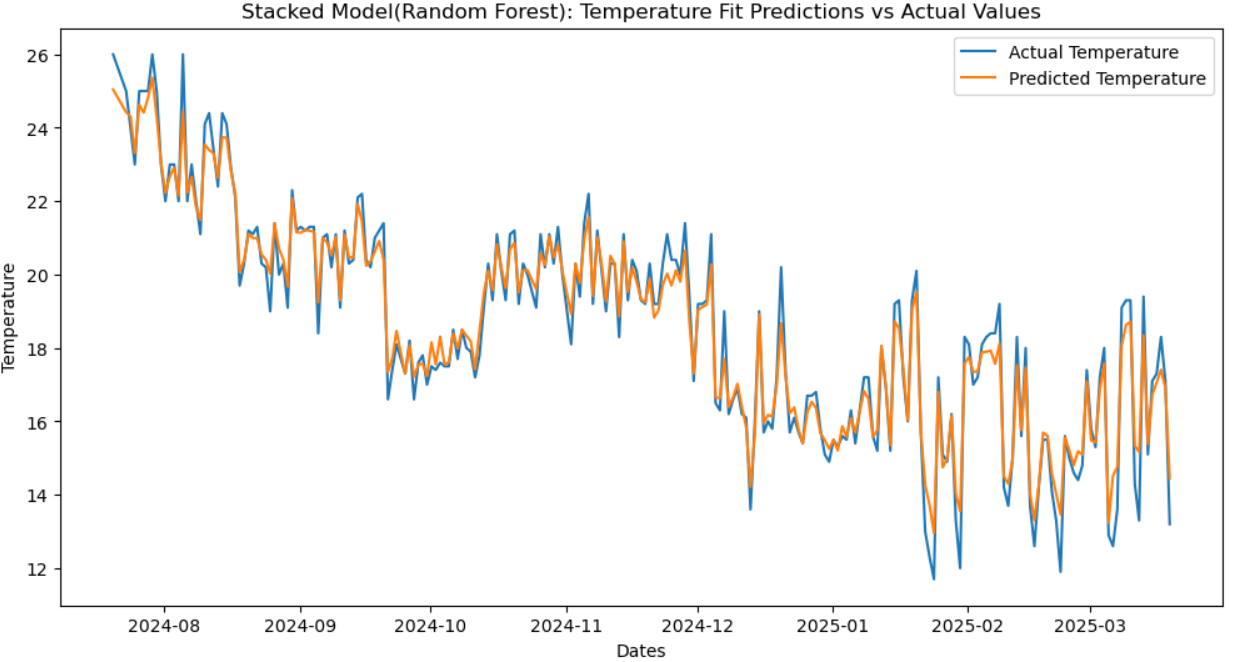 Stacked Model(Random Forest): Temperature Fit Predictions vs Actual Values
Actual Temperature
Predicted Temperature
Temperature
26
24
22
20
18
16
14
12
2024-08 2024-09 2024-10 2024-11 2024-12 2025-01 2025-02 2025-03
Dates